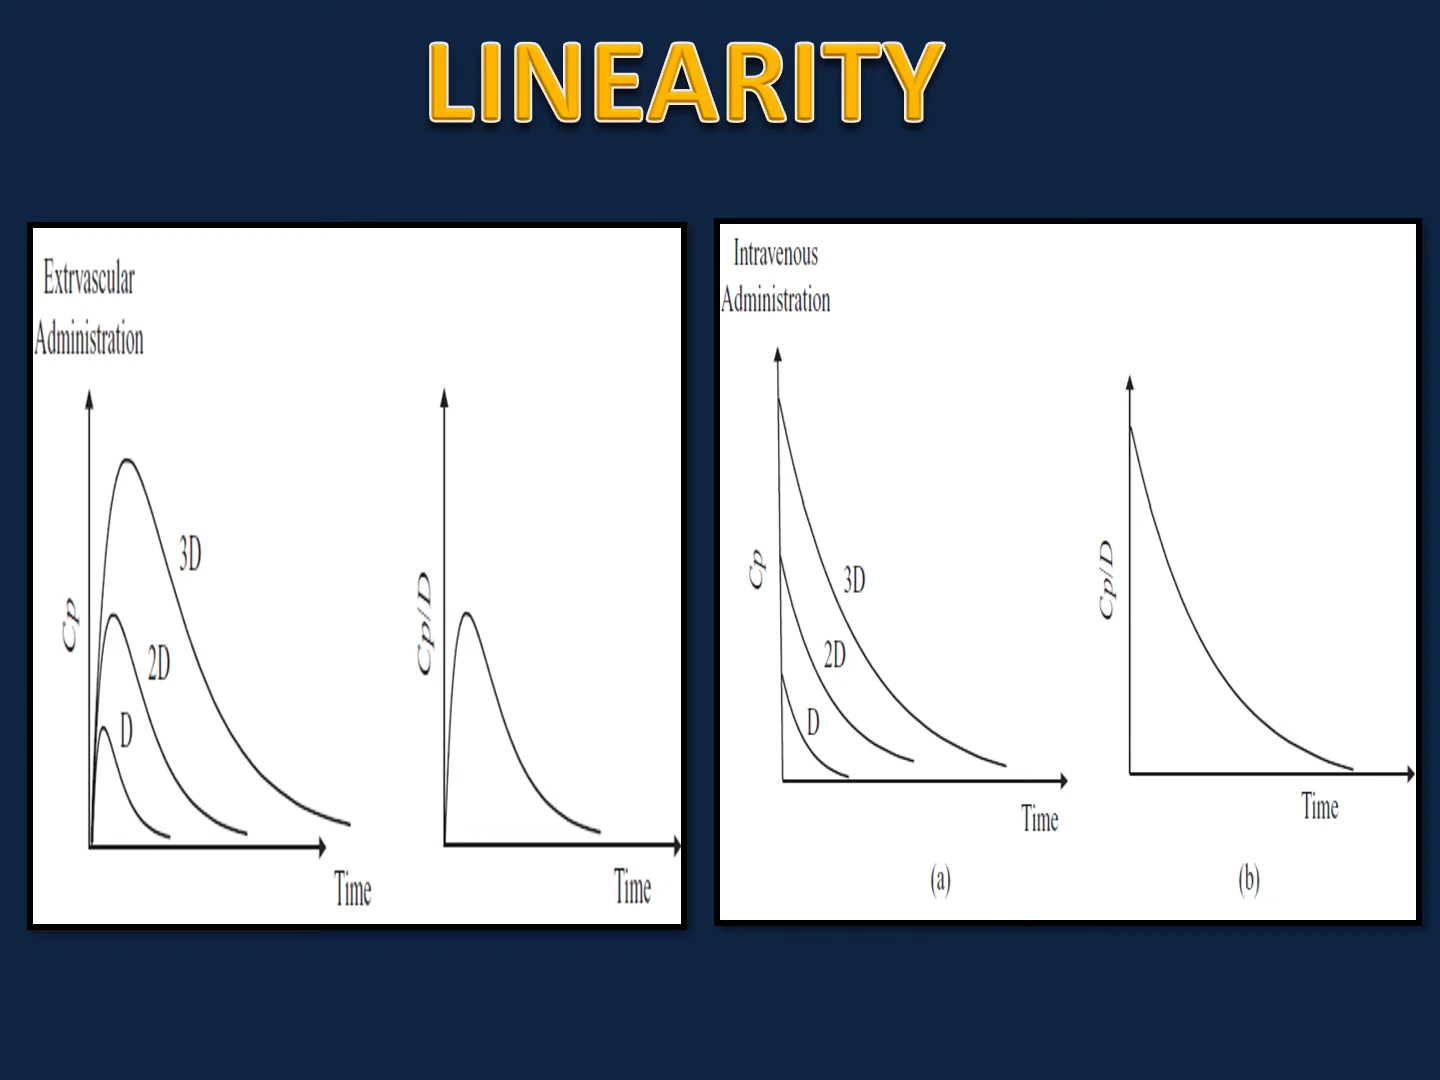 LINEARITY
Extrvascular
Administration
Cp
3D
2D
D
Time
Cp/D
Time
Intravenous
Administration
Cp
3D
2D
D
Time
(a)
Cp/D
Time
(b)